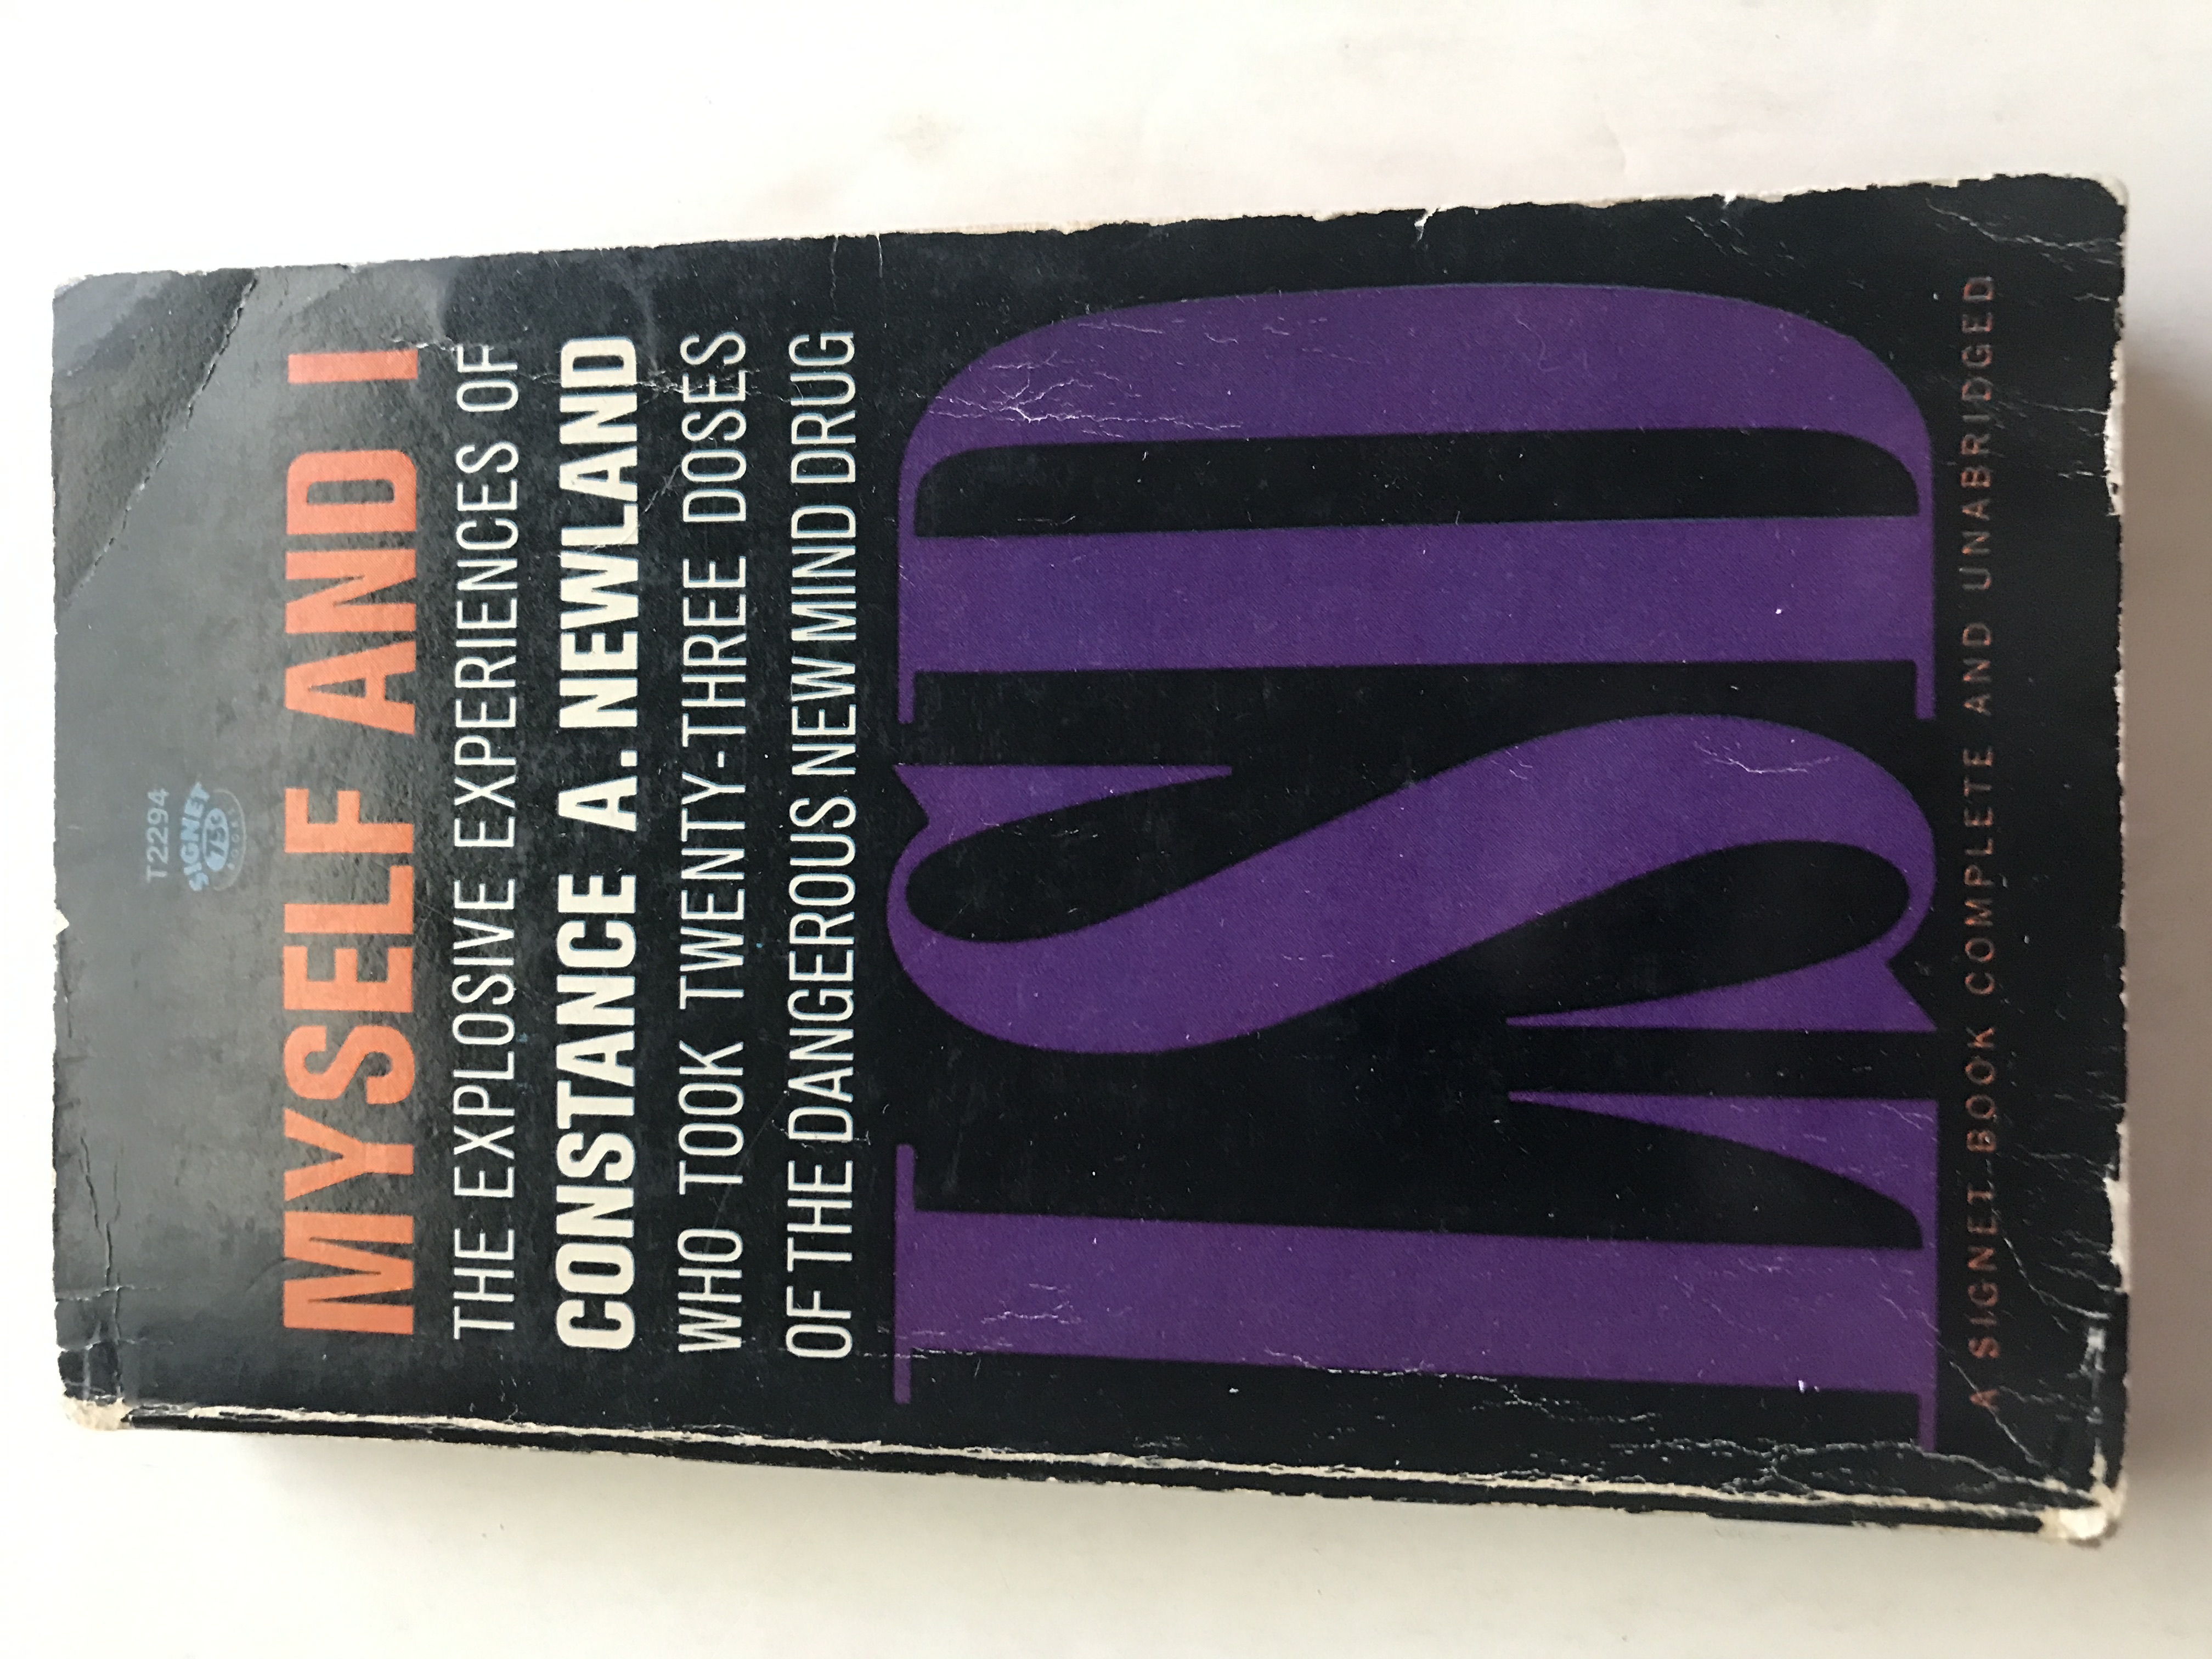 T2294
SIGNET
75¢
BOOKS
MYSELF AND I
THE EXPLOSIVE EXPERIENCES OF
CONSTANCE A. NEWLAND
WHO TOOK TWENTY-THREE DOSES
OF THE DANGEROUS NEW MIND DRUG
LSD
A SIGNET BOOK COMPLETE AND UNABRIDGED